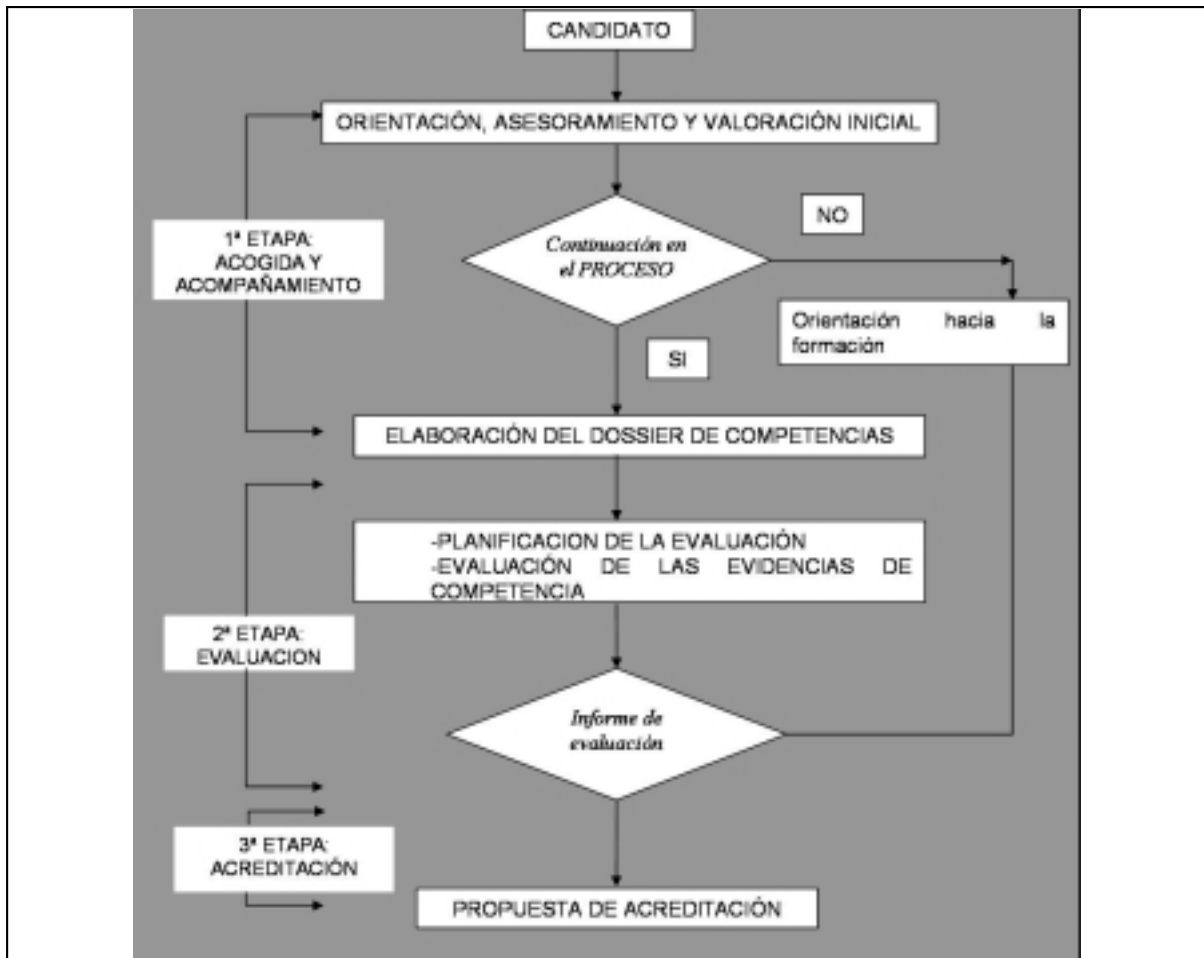 CANDIDATO
ORIENTACIÓN, ASESORAMIENTO Y VALORACIÓN INICIAL
NO
1ª ETAPA:
ACOGIDA Y
ACOMPAÑAMIENTO
Continuación en
el PROCESO
Orientación hacia la
formación
SI
ELABORACIÓN DEL DOSSIER DE COMPETENCIAS
-PLANIFICACION DE LA EVALUACIÓN
-EVALUACIÓN DE LAS EVIDENCIAS DE
COMPETENCIA
2ª ETAPA:
EVALUACION
Informe de
evaluación
3ª ETAPA:
ACREDITACIÓN
PROPUESTA DE ACREDITACIÓN